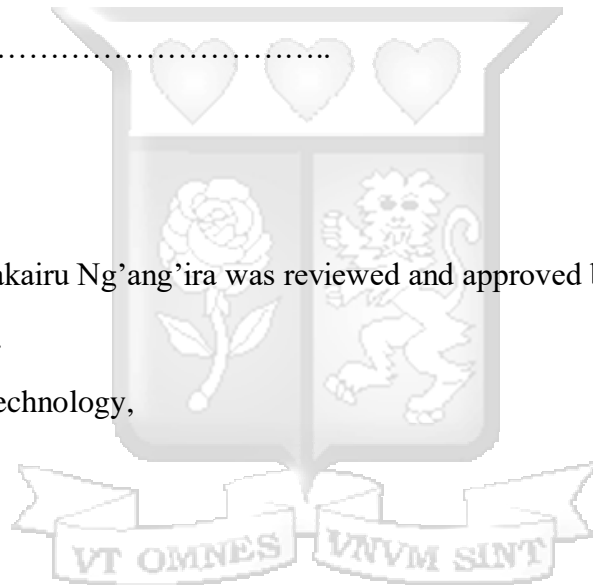 ……………………………..
akairu Ng’ang’ira was reviewed and approved b
echnology,
VT OMNES VNVM SINT